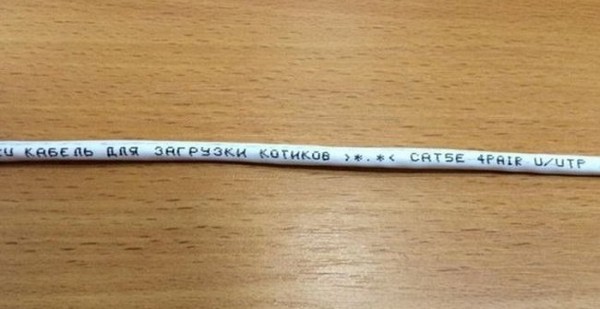 КАБЕЛЬ ДЛЯ ЗАГРУЗКИ КОТИКОВ >*.*< CAT5E 4PAIR U/UTP